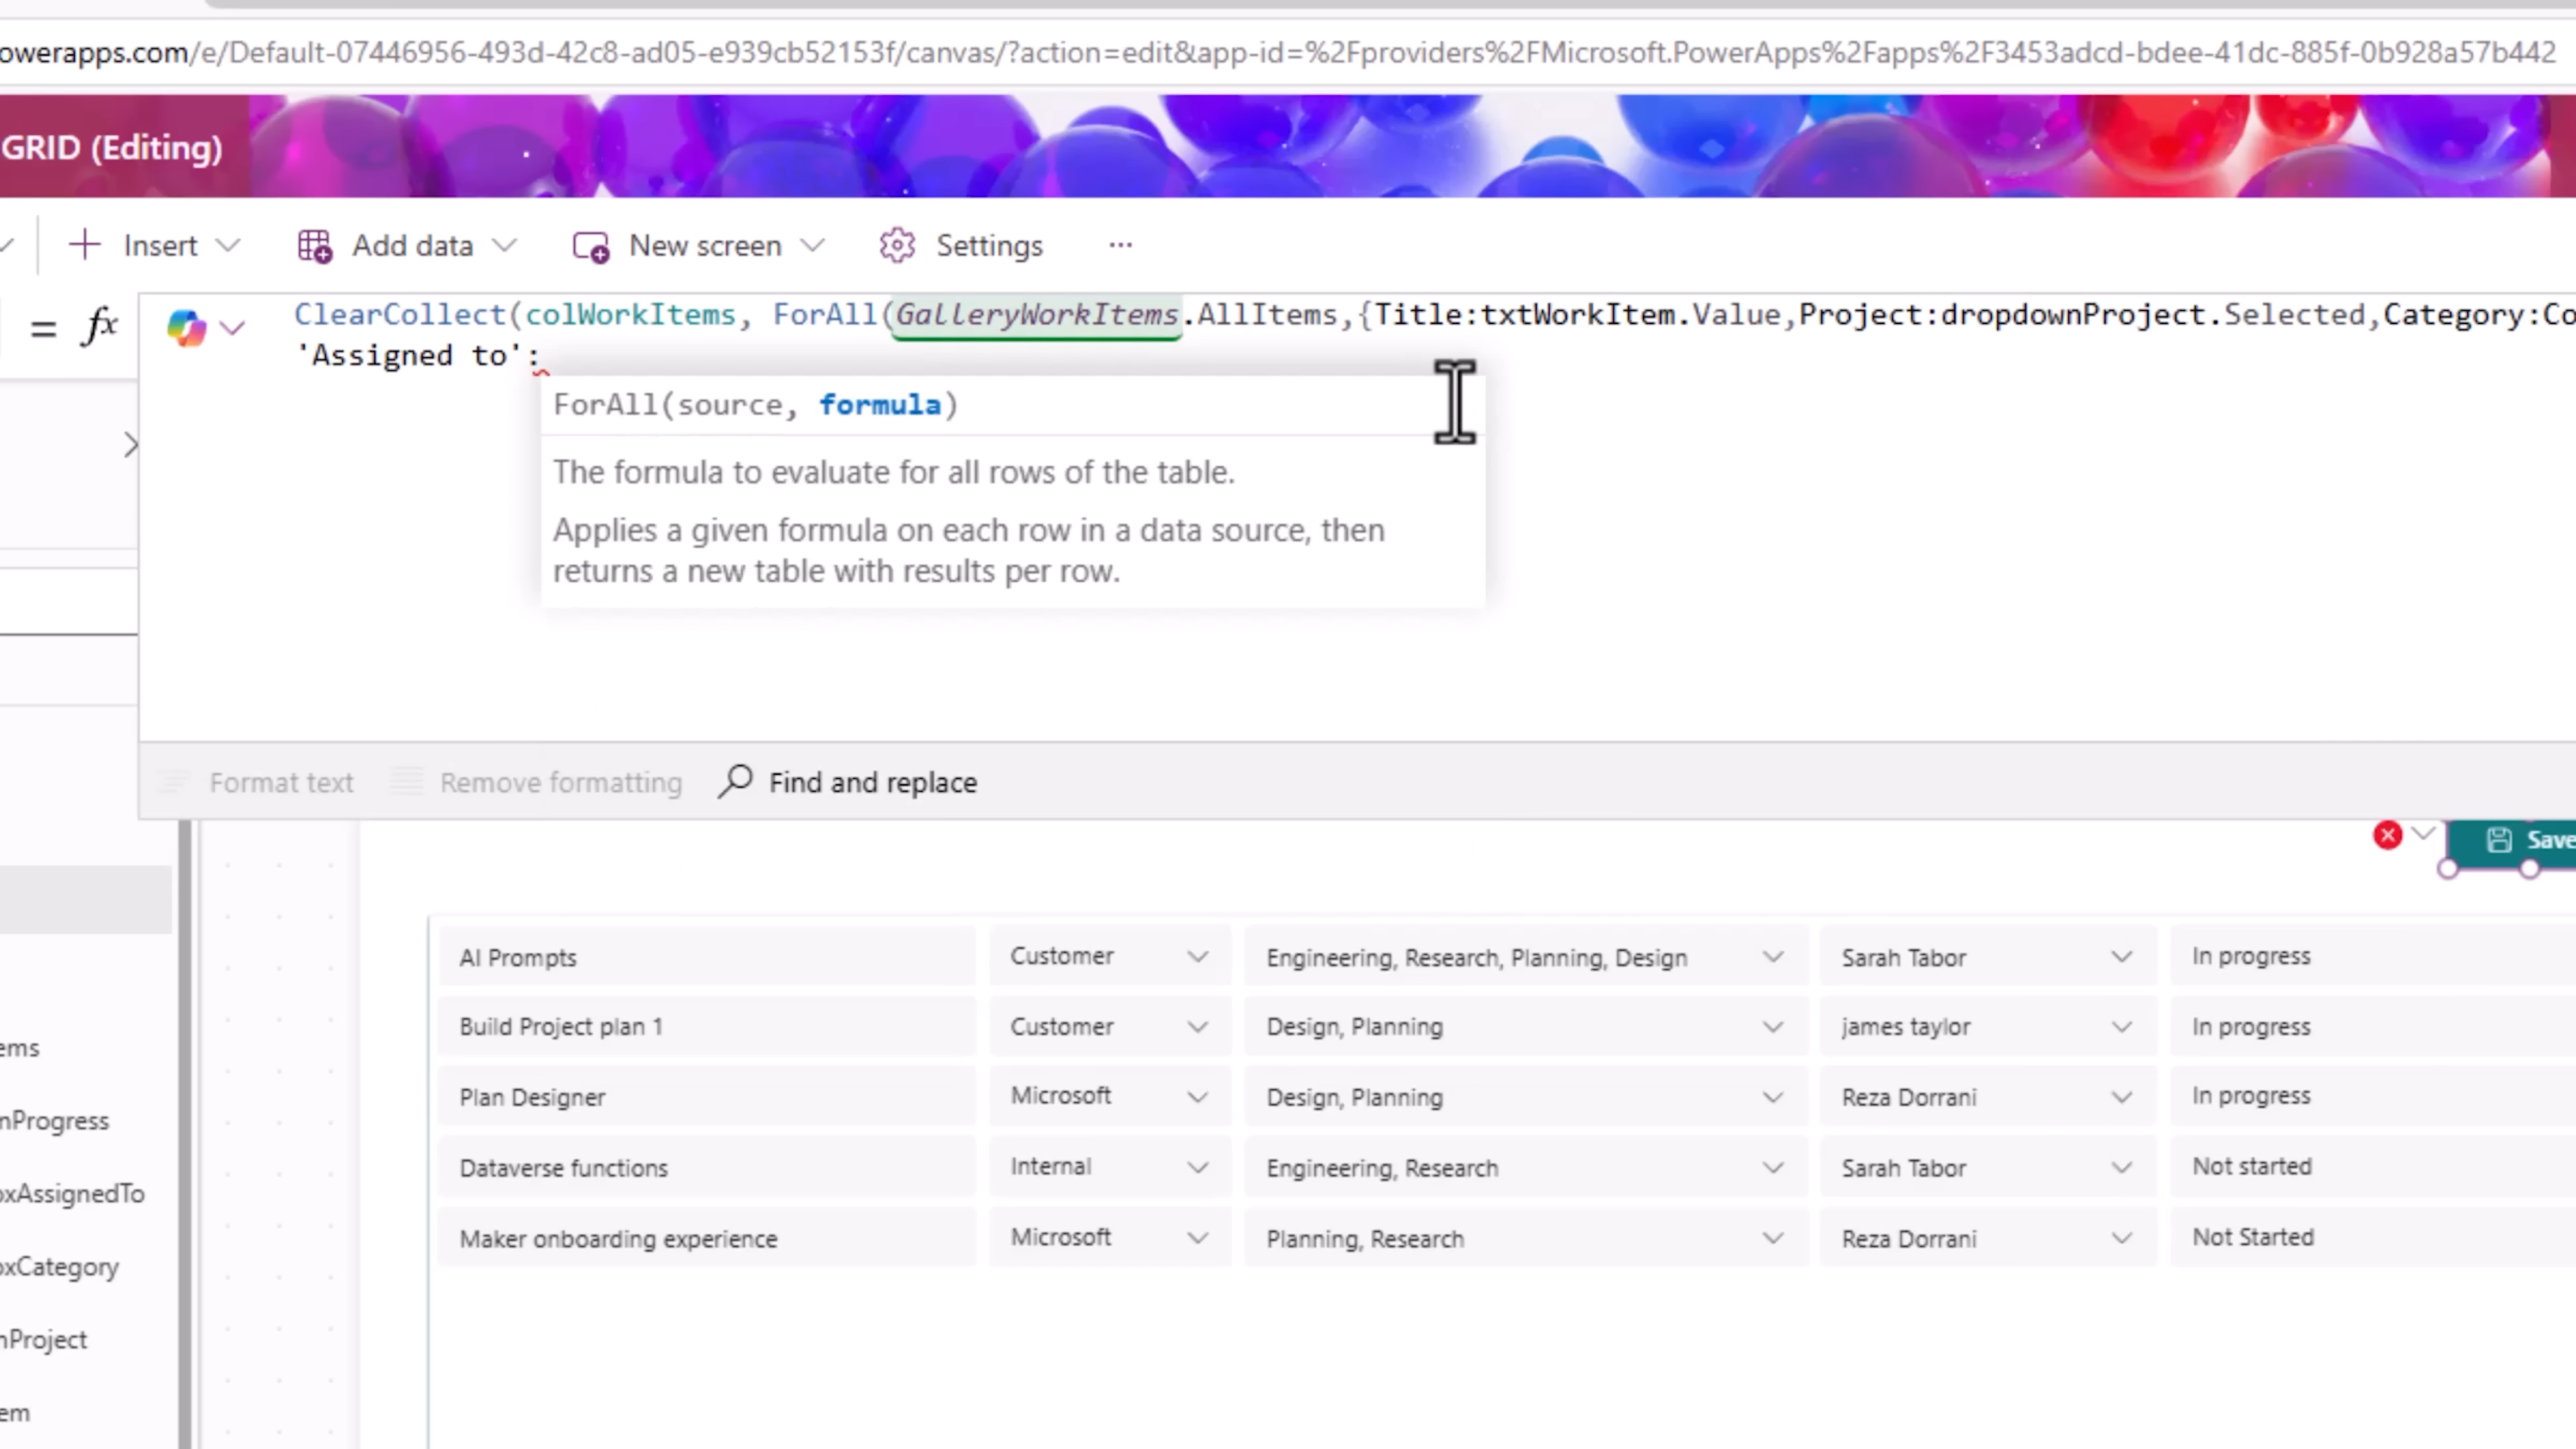 owerapps.com/e/Default-07446956-493d-42c8-ad05-e939cb52153f/canvas/?action=edit&app-id=%2Fproviders%2FMicrosoft.PowerApps%2Fapps%2F3453adcd-bdee-41dc-885f-0b928a57b442
GRID (Editing)
Insert Add data New screen Settings ...
= fx ClearCollect(colWorkItems, ForAll(GalleryWorkItems.AllItems,{Title:txtWorkItem.Value,Project:dropdownProject.Selected,Category:Co
'Assigned to':
ForAll(source, formula)
The formula to evaluate for all rows of the table.
Applies a given formula on each row in a data source, then
returns a new table with results per row.
Format text Remove formatting Find and replace
Save
AI Prompts Customer Engineering, Research, Planning, Design Sarah Tabor In progress
Build Project plan 1 Customer Design, Planning james taylor In progress
Plan Designer Microsoft Design, Planning Reza Dorrani In progress
Dataverse functions Internal Engineering, Research Sarah Tabor Not started
Maker onboarding experience Microsoft Planning, Research Reza Dorrani Not Started
ems
nProgress
oxAssignedTo
oxCategory
nProject
em